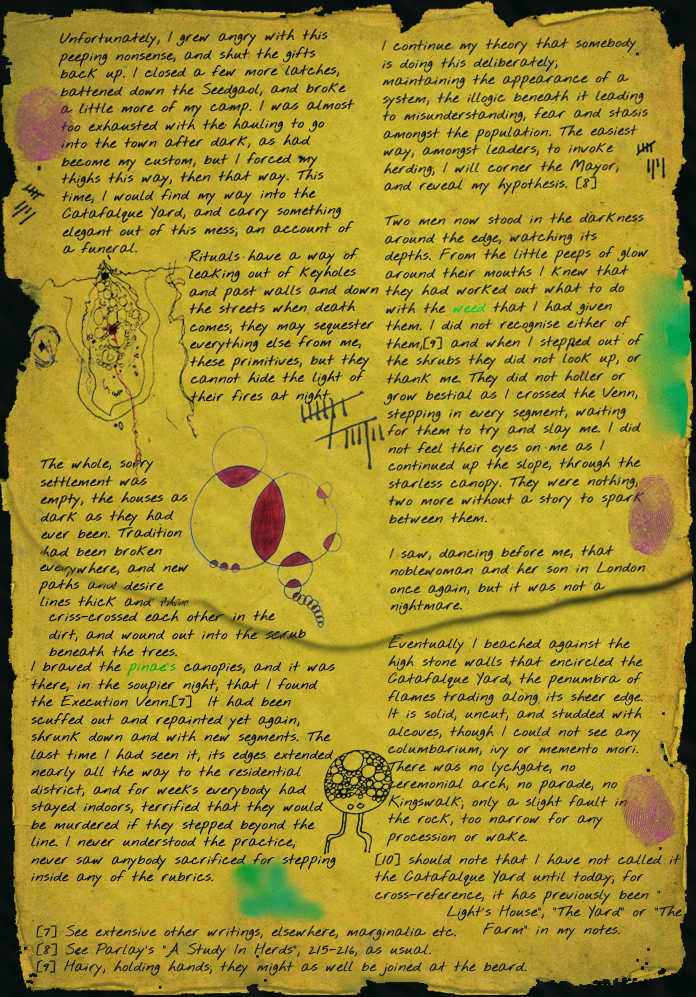 Unfortunately, I grew angry with this
peeping nonsense, and shut the gifts
back up. I closed a few more latches,
battened down the Seedgaol, and broke
a little more of my camp. I was almost
too exhausted with the hauling to go
into the town after dark, as had
become my custom, but I forced my
thighs this way, then that way. This
time, I would find my way into the
Catafalque Yard, and carry something
elegant out of this mess; an account of
a funeral.
Rituals have a way of
leaking out of keyholes
and past walls and down
the streets when death
comes; they may sequester
everything else from me,
these primitives, but they
cannot hide the light of
their fires at night.
The whole, sorry
settlement was
empty, the houses as
dark as they had
ever been. Tradition
had been broken
everywhere, and new
paths and desire
lines thick and
criss-crossed each other in the
dirt, and wound out into the scrub
beneath the trees.
I braved the pinae's canopies, and it was
there, in the soupier night, that I found
the Execution Venn.[7] It had been
scuffed out and repainted yet again,
shrunk down and with new segments. The
last time I had seen it, its edges extended
nearly all the way to the residential
district, and for weeks everybody had
stayed indoors, terrified that they would
be murdered if they stepped beyond the
line. I never understood the practice;
never saw anybody sacrificed for stepping
inside any of the rubrics.
I continue my theory that somebody
is doing this deliberately;
maintaining the appearance of a
system, the illogic beneath it leading
to misunderstanding, fear and stasis
amongst the population. The easiest
way, amongst leaders, to invoke
herding; I will corner the Mayor,
and reveal my hypothesis. [8]
Two men now stood in the darkness
around the edge, watching its
depths. From the little peeps of glow
around their mouths I knew that
they had worked out what to do
with the weed that I had given
them. I did not recognise either of
them,[9] and when I stepped out of
the shrubs they did not look up, or
thank me. They did not holler or
grow bestial as I crossed the Venn,
stepping in every segment, waiting
for them to try and slay me. I did
not feel their eyes on me as I
continued up the slope, through the
starless canopy. They were nothing;
two more without a story to spark
between them.
I saw, dancing before me, that
noblewoman and her son in London
once again, but it was not a
nightmare.
Eventually I beached against the
high stone walls that encircled the
Catafalque Yard, the penumbra of
flames trading along its sheer edge.
It is solid, uncut, and studded with
alcoves, though I could not see any
columbarium, ivy or memento mori.
There was no lychgate, no
ceremonial arch, no parade, no
Kingswalk; only a slight fault in
the rock, too narrow for any
procession or wake.
[10] should note that I have not called it
the Catafalque Yard until today; for
cross-reference, it has previously been "
Light's House", "The Yard" or "The
Farm" in my notes.
[7] See extensive other writings, elsewhere, marginalia etc.
[8] See Parlay's "A Study In Herds", 215-216, as usual.
[9] Hairy, holding hands; they might as well be joined at the beard.